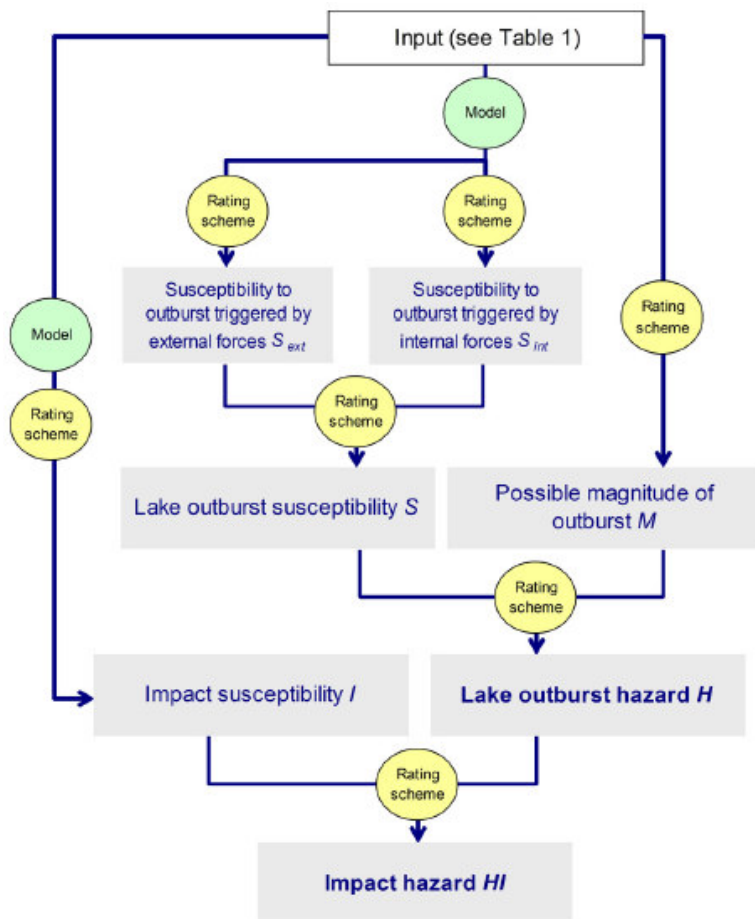 Input (see Table 1)
Model
Rating
scheme
Rating
scheme
Susceptibility to
outburst triggered by
external forces S ext
Susceptibility to
outburst triggered by
internal forces S int
Rating
scheme
Model
Rating
scheme
Rating
scheme
Lake outburst susceptibility S
Possible magnitude of
outburst M
Rating
scheme
Impact susceptibility I
Lake outburst hazard H
Rating
scheme
Impact hazard HI